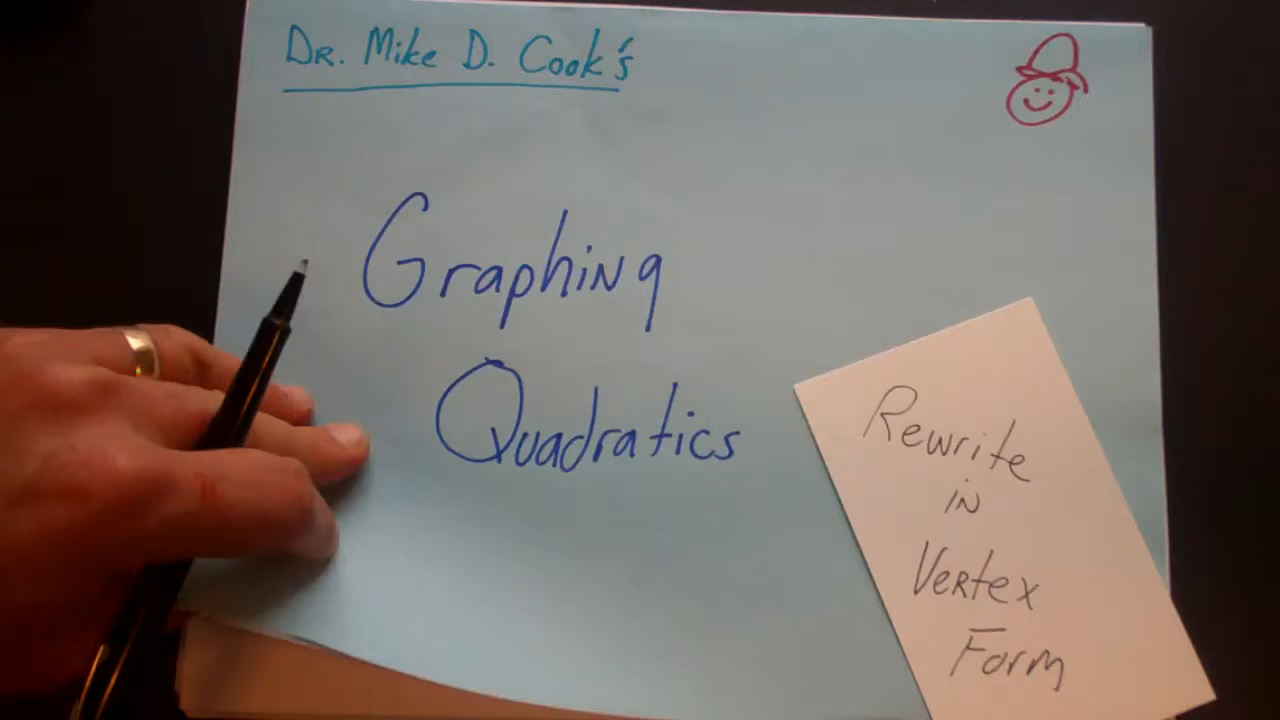 Dr. Mike D. Cook's
Graphing
Quadratics
Rewrite
in
Vertex
Form